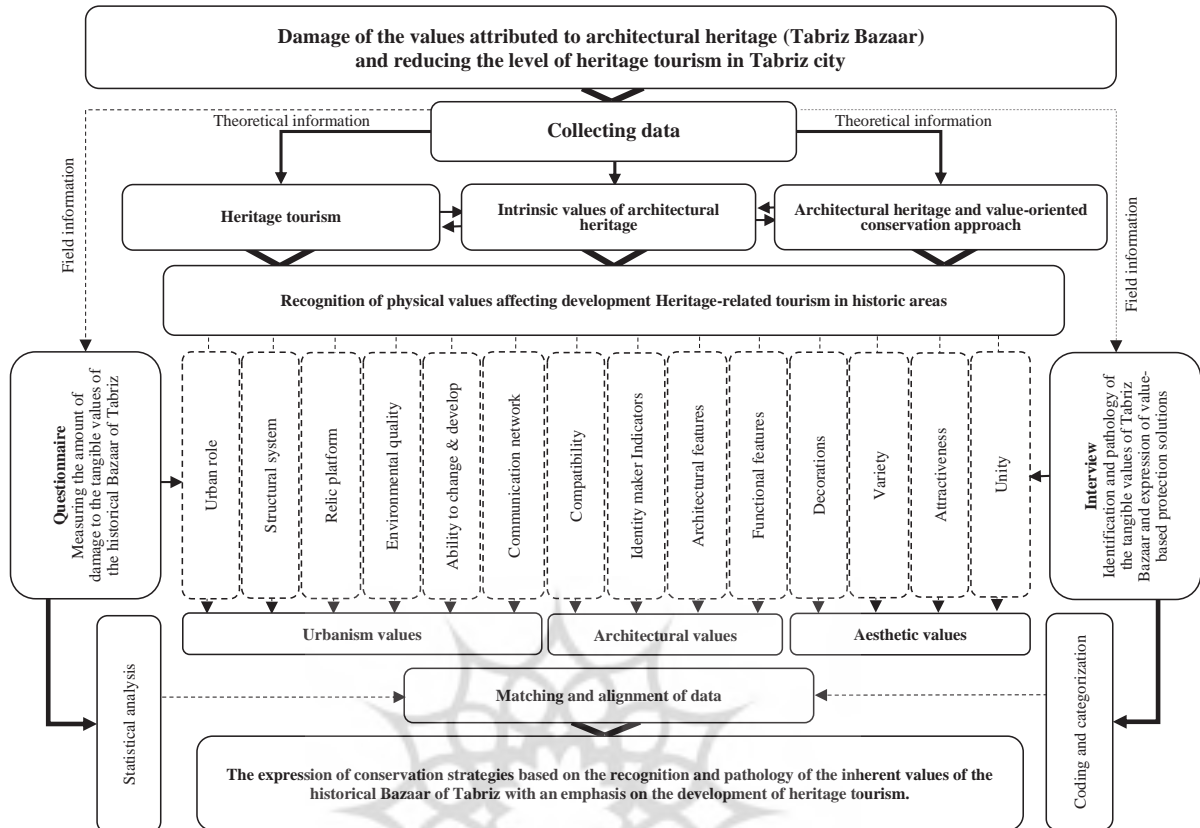 Damage of the values attributed to architectural heritage (Tabriz Bazaar)
and reducing the level of heritage tourism in Tabriz city
Theoretical information
Collecting data
Theoretical information
Field information
Field information
Heritage tourism
Intrinsic values of architectural
heritage
Architectural heritage and value-oriented
conservation approach
Recognition of physical values affecting development Heritage-related tourism in historic areas
Questionnaire
Measuring the amount of
damage to the tangible values of
the historical Bazaar of Tabriz
Urban role
Structural system
Relic platform
Environmental quality
Ability to change & develop
Communication network
Compatibility
Identity maker Indicators
Architectural features
Functional features
Decorations
Variety
Attractiveness
Unity
Interview
Identification and pathology of
the tangible values of Tabriz
Bazaar and expression of value-
based protection solutions
Urbanism values
Architectural values
Aesthetic values
Statistical analysis
Matching and alignment of data
Coding and categorization
The expression of conservation strategies based on the recognition and pathology of the inherent values of the
historical Bazaar of Tabriz with an emphasis on the development of heritage tourism.